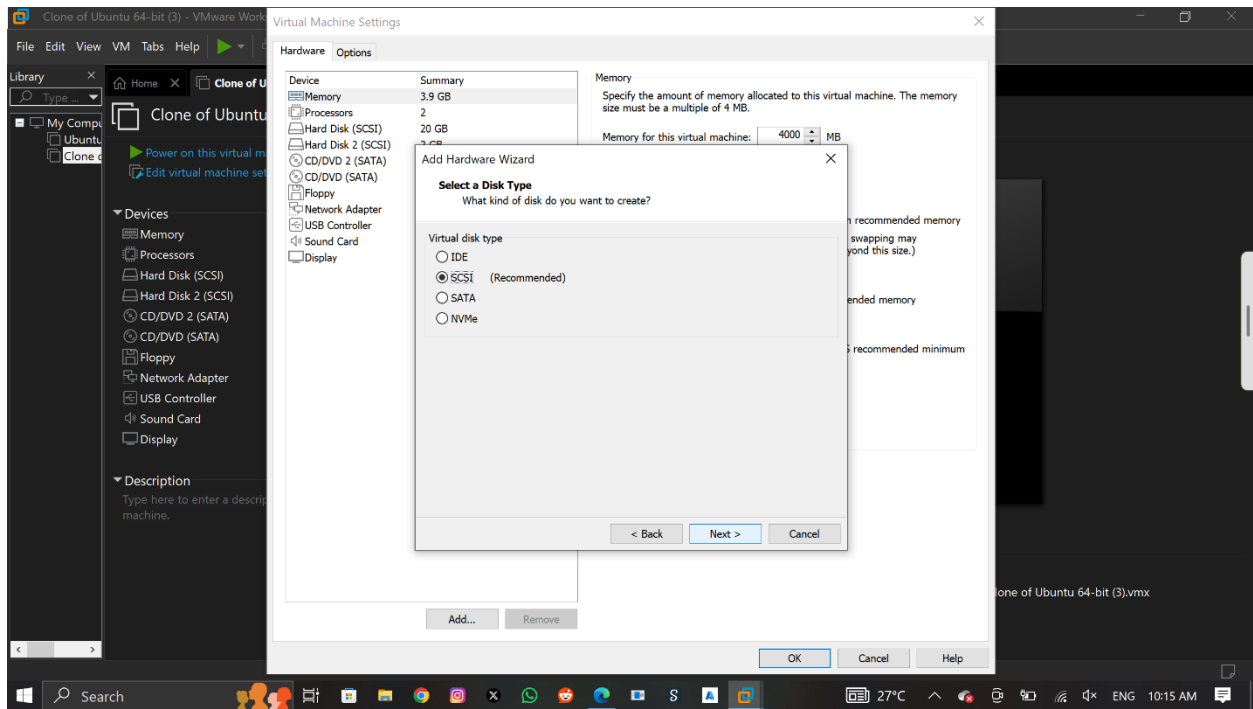 Clone of Ubuntu 64-bit (3) - VMware Work
File Edit View VM Tabs Help
Library
Type ...
My Compu
Ubuntu
Clone o
Home
Clone of U
Clone of Ubuntu
Power on this virtual m
Edit virtual machine set
Devices
Memory
Processors
Hard Disk (SCSI)
Hard Disk 2 (SCSI)
CD/DVD 2 (SATA)
CD/DVD (SATA)
Floppy
Network Adapter
USB Controller
Sound Card
Display
Description
Type here to enter a descrip
machine.
Virtual Machine Settings
Hardware Options
Device Summary
Memory 3.9 GB
Processors 2
Hard Disk (SCSI) 20 GB
Hard Disk 2 (SCSI) 2 GB
CD/DVD 2 (SATA)
CD/DVD (SATA)
Floppy
Network Adapter
USB Controller
Sound Card
Display
Add... Remove
Memory
Specify the amount of memory allocated to this virtual machine. The memory
size must be a multiple of 4 MB.
Memory for this virtual machine: 4000 MB
recommended memory
swapping may
yond this size.)
ended memory
recommended minimum
Add Hardware Wizard
Select a Disk Type
What kind of disk do you want to create?
Virtual disk type
IDE
SCSI (Recommended)
SATA
NVMe
< Back Next > Cancel
OK Cancel Help
lone of Ubuntu 64-bit (3).vmx
Search
27°C ENG 10:15 AM